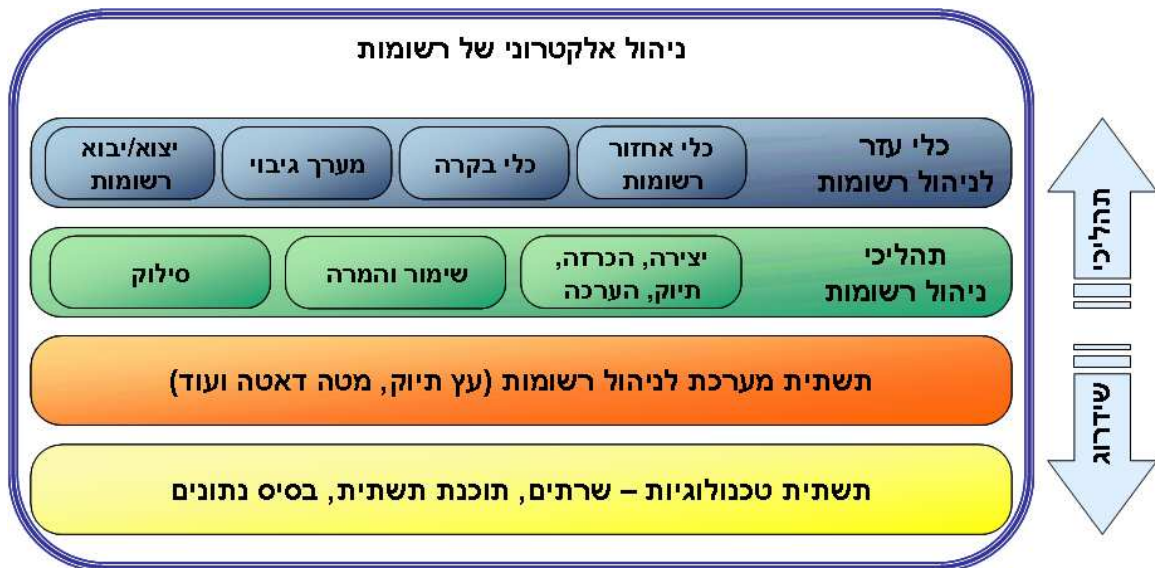 ניהול אלקטרוני של רשומות
כלי עזר
לניהול רשומות
כלי אחזור
רשומות
כלי בקרה
מערך גיבוי
יצוא/יבוא
רשומות
תהליכי
ניהול רשומות
יצירה, הכרזה,
תיוק, הערכה
שימור והמרה
סילוק
תשתית מערכת לניהול רשומות (עץ תיוק, מטה דאטה ועוד)
תשתית טכנולוגיות – שרתים, תוכנת תשתית, בסיס נתונים
תהליכי
שידרוג